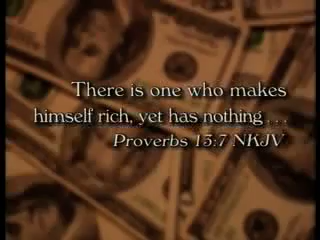 There is one who makes
himself rich, yet has nothing . . .
Proverbs 13:7 NKJV